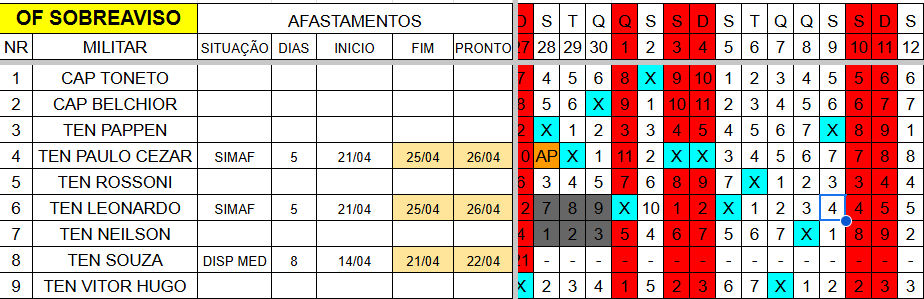 OF SOBREAVISO AFASTAMENTOS D S T Q Q S S D S T Q Q S S D S
NR MILITAR SITUAÇÃO DIAS INICIO FIM PRONTO 27 28 29 30 1 2 3 4 5 6 7 8 9 10 11 12
1 CAP TONETO 7 4 5 6 8 X 9 10 1 2 3 4 5 5 6 6
2 CAP BELCHIOR 8 5 6 X 9 1 10 11 2 3 4 5 6 6 7 7
3 TEN PAPPEN 2 X 1 2 3 3 4 5 4 5 6 7 X 8 9 1
4 TEN PAULO CEZAR SIMAF 5 21/04 25/04 26/04 0 AP X 1 11 2 X X 3 4 5 6 7 7 8 8
5 TEN ROSSONI 6 3 4 5 7 6 8 9 7 X 1 2 3 3 4 4
6 TEN LEONARDO SIMAF 5 21/04 25/04 26/04 2 7 8 9 X 10 1 2 X 1 2 3 4 4 5 5
7 TEN NEILSON 4 1 2 3 5 4 6 7 5 6 7 X 1 8 9 2
8 TEN SOUZA DISP MED 8 14/04 21/04 22/04 21 - - - - - - - - - - - - - - -
9 TEN VITOR HUGO X 2 3 4 1 5 2 3 6 7 X 1 2 2 3 3